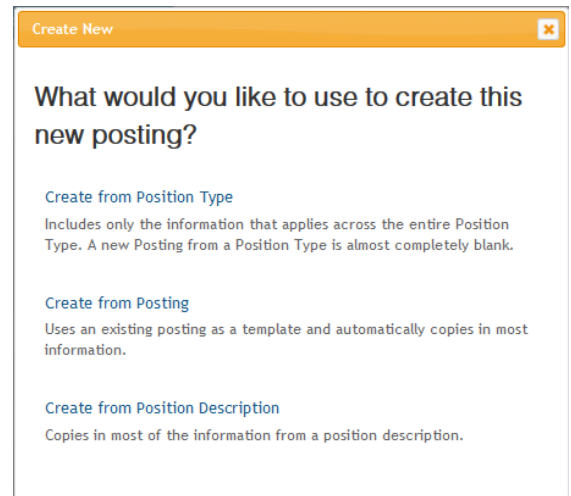 Create New
What would you like to use to create this
new posting?
Create from Position Type
Includes only the information that applies across the entire Position
Type. A new Posting from a Position Type is almost completely blank.
Create from Posting
Uses an existing posting as a template and automatically copies in most
information.
Create from Position Description
Copies in most of the information from a position description.